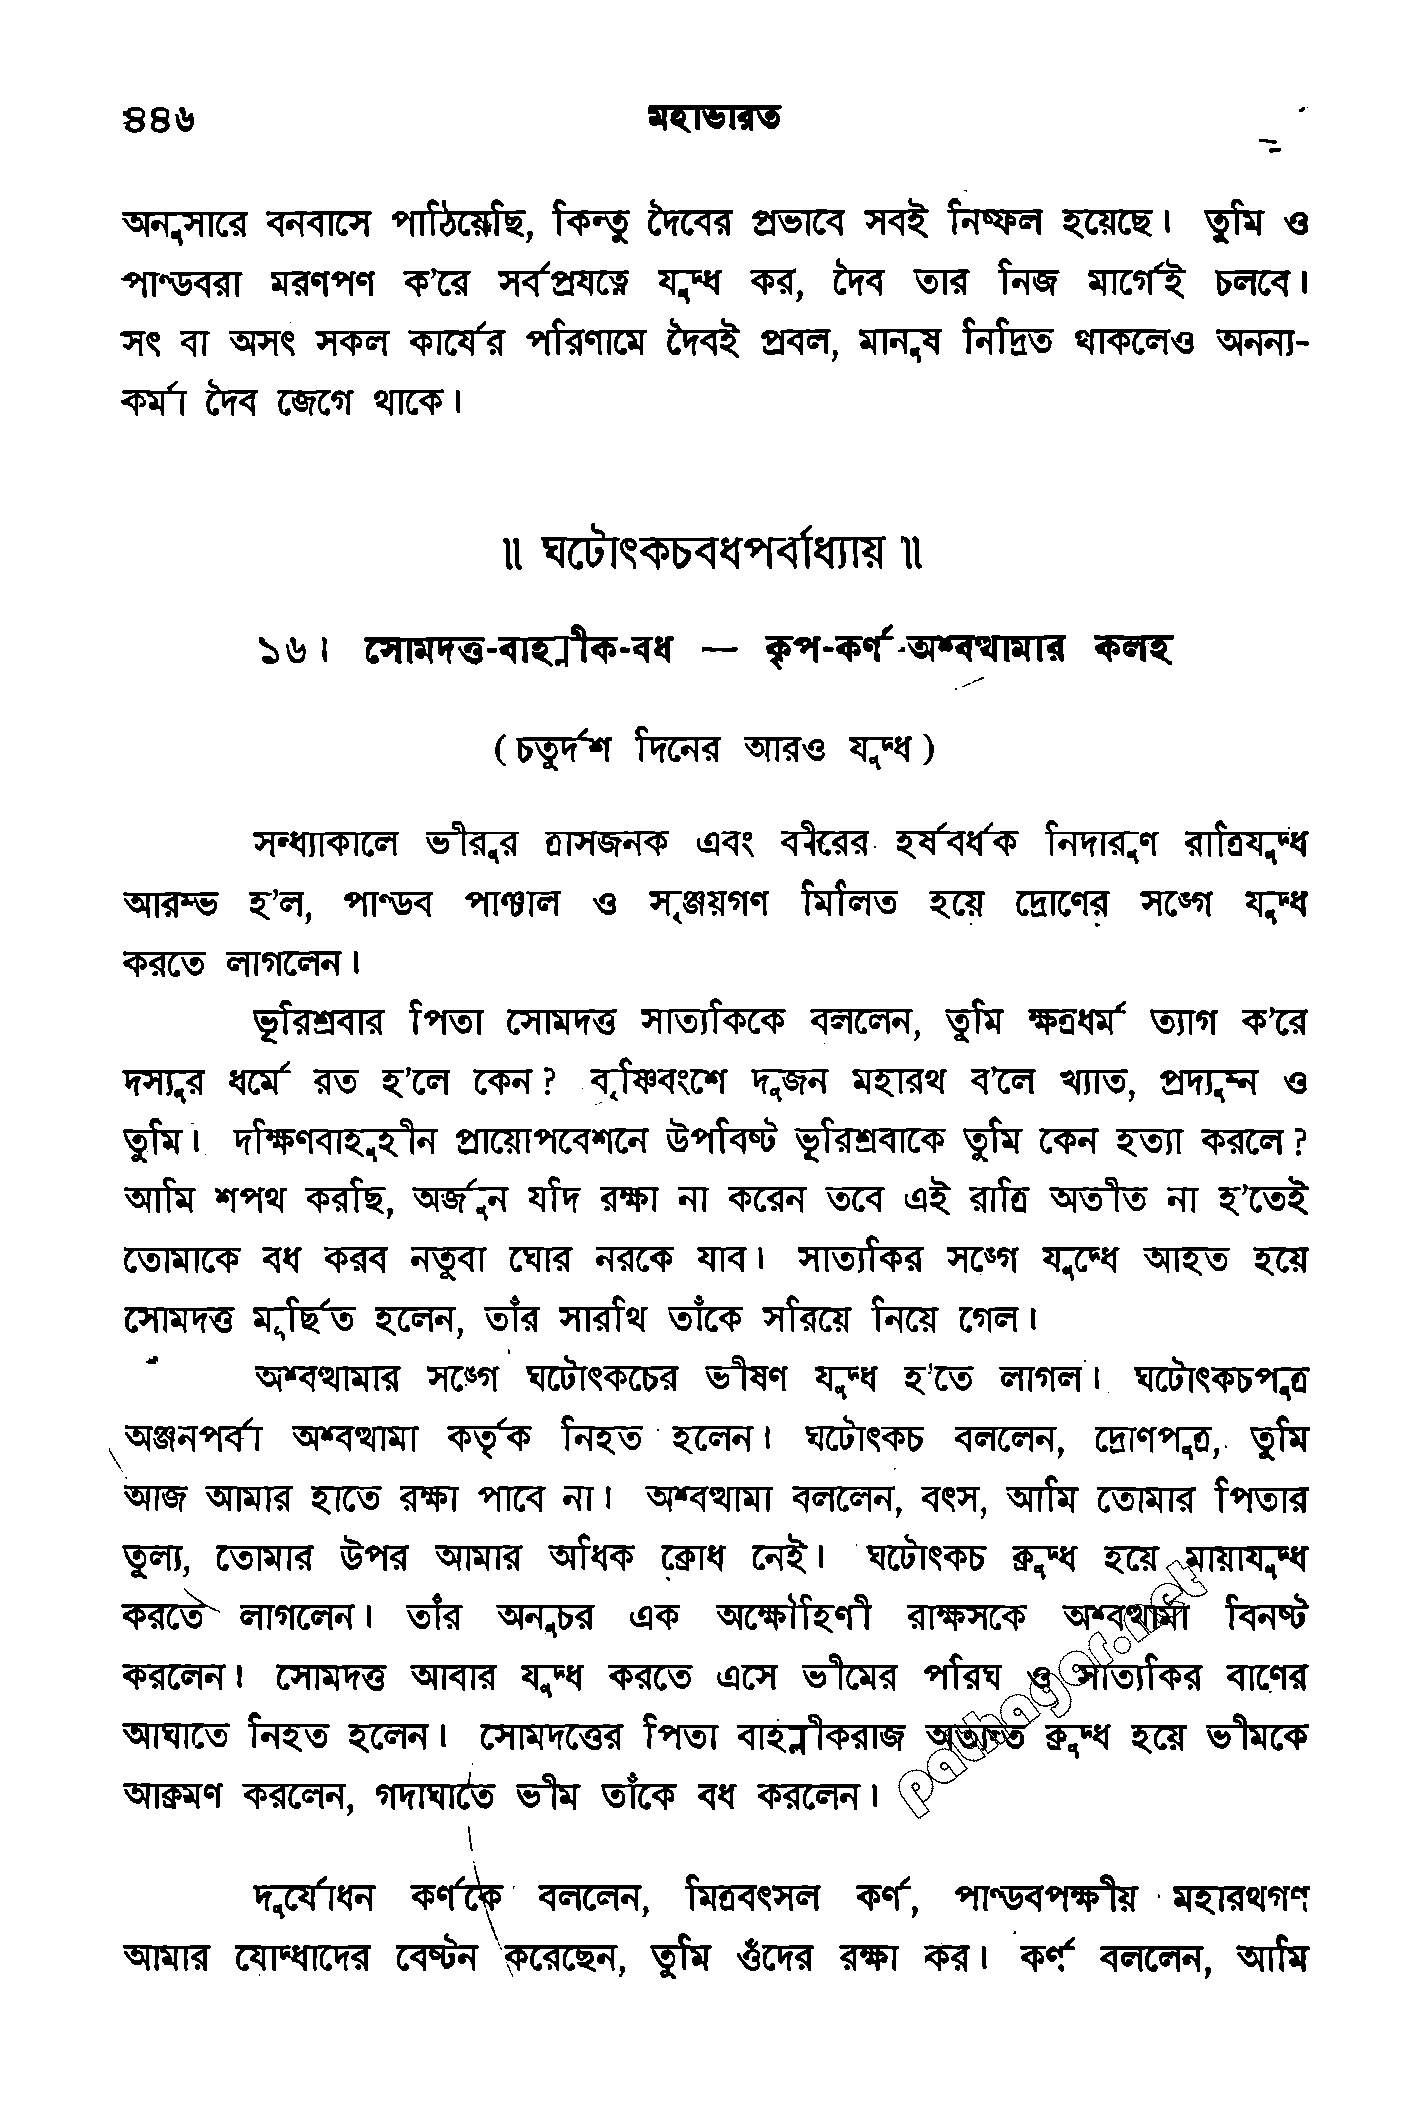 ৪৪৬ মহাভারত
অনুসারে বনবাসে পাঠিয়েছি, কিন্তু দৈবের প্রভাবে সবই নিষ্ফল হয়েছে। তুমি ও
পাণ্ডবরা মরণপণ ক’রে সর্বপ্রযত্নে যুদ্ধ কর, দৈব তার নিজ মার্গেই চলবে।
সৎ বা অসৎ সকল কার্যের পরিণামে দৈবই প্রবল, মানুষ নিদ্রিত থাকলেও অনন্য-
কর্মা দৈব জেগে থাকে।
॥ ঘটোৎকচবধপর্বাধ্যায় ॥
১৬। সোমদত্ত-বাহ্লীক-বধ — কৃপ-কর্ণ-অশ্বত্থামার কলহ
(চতুর্দশ দিনের আরও যুদ্ধ)
সন্ধ্যাকালে ভীরুর ত্রাসজনক এবং বীরের হর্ষবর্ধক নিদারুণ রাত্রিযুদ্ধ
আরম্ভ হ’ল, পাণ্ডব পাঞ্চাল ও সৃঞ্জয়গণ মিলিত হয়ে দ্রোণের সঙ্গে যুদ্ধ
করতে লাগলেন।
ভূরিশ্রবার পিতা সোমদত্ত সাত্যকিকে বললেন, তুমি ক্ষত্রধর্ম ত্যাগ ক’রে
দস্যুর ধর্মে রত হ’লে কেন? বৃষ্ণিবংশে দুজন মহারথ ব’লে খ্যাত, প্রদ্যুম্ন ও
তুমি। দক্ষিণবাহুহীন প্রায়োপবেশনে উপবিষ্ট ভূরিশ্রবাকে তুমি কেন হত্যা করলে?
আমি শপথ করছি, অর্জুন যদি রক্ষা না করেন তবে এই রাত্রি অতীত না হ’তেই
তোমাকে বধ করব নতুবা ঘোর নরকে যাব। সাত্যকির সঙ্গে যুদ্ধে আহত হয়ে
সোমদত্ত মূর্ছিত হলেন, তাঁর সারথি তাঁকে সরিয়ে নিয়ে গেল।
অশ্বত্থামার সঙ্গে ঘটোৎকচের ভীষণ যুদ্ধ হ’তে লাগল। ঘটোৎকচপুত্র
অঞ্জনপর্বা অশ্বত্থামা কর্তৃক নিহত হলেন। ঘটোৎকচ বললেন, দ্রোণপুত্র, তুমি
আজ আমার হাতে রক্ষা পাবে না। অশ্বত্থামা বললেন, বৎস, আমি তোমার পিতার
তুল্য, তোমার উপর আমার অধিক ক্রোধ নেই। ঘটোৎকচ ক্রুদ্ধ হয়ে মায়াযুদ্ধ
করতে লাগলেন। তাঁর অনুচর এক অক্ষৌহিণী রাক্ষসকে অশ্বত্থামা বিনষ্ট
করলেন। সোমদত্ত আবার যুদ্ধ করতে এসে ভীমের পরিঘ ও সাত্যকির বাণের
আঘাতে নিহত হলেন। সোমদত্তের পিতা বাহ্লীকরাজ অত্যন্ত ক্রুদ্ধ হয়ে ভীমকে
আক্রমণ করলেন, গদাঘাতে ভীম তাঁকে বধ করলেন।
দুর্যোধন কর্ণকে বললেন, মিত্রবৎসল কর্ণ, পাণ্ডবপক্ষীয় মহারথগণ
আমার যোদ্ধাদের বেষ্টন করেছেন, তুমি ওঁদের রক্ষা কর। কর্ণ বললেন, আমি
pathagar.net